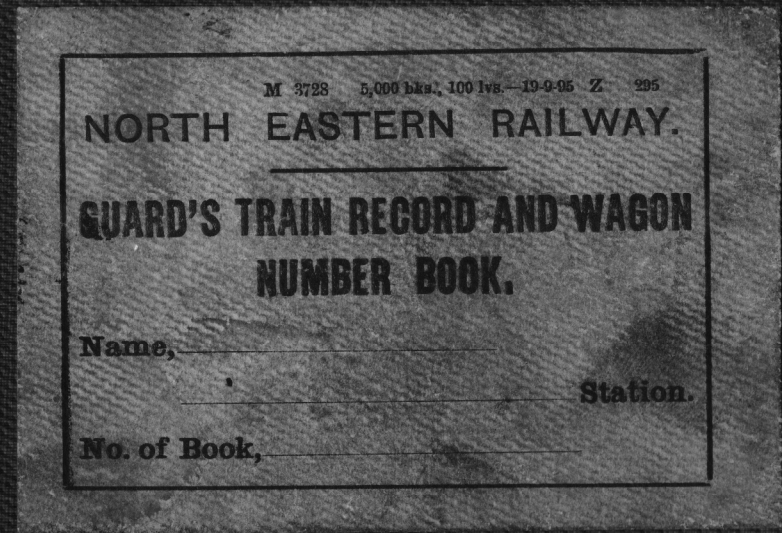 M 3728 5,000 bks., 100 lvs.—19-9-95 Z 295
NORTH EASTERN RAILWAY.
GUARD'S TRAIN RECORD AND WAGON
NUMBER BOOK.
Name,
Station.
No. of Book,